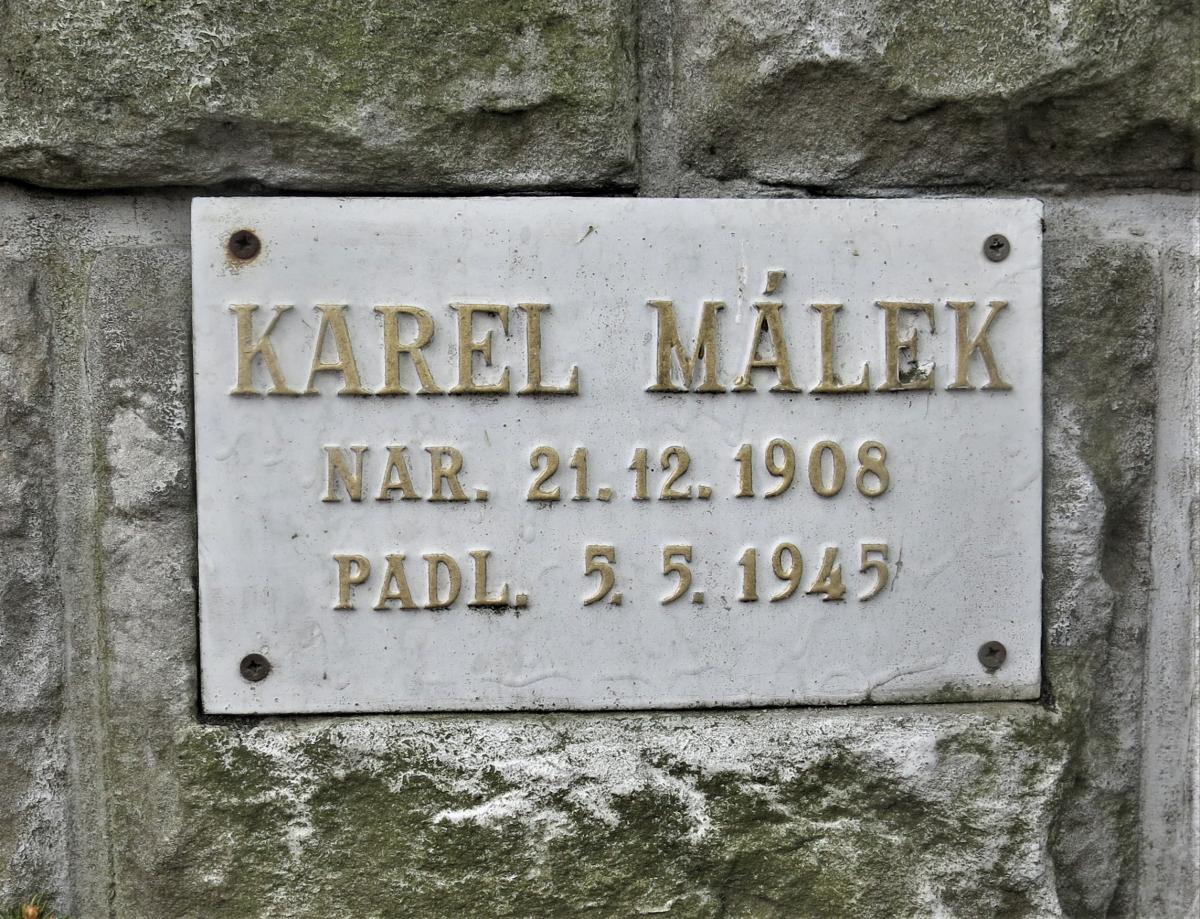 KAREL MÁLEK
NAR. 21. 12. 1908
PADL. 5. 5. 1945